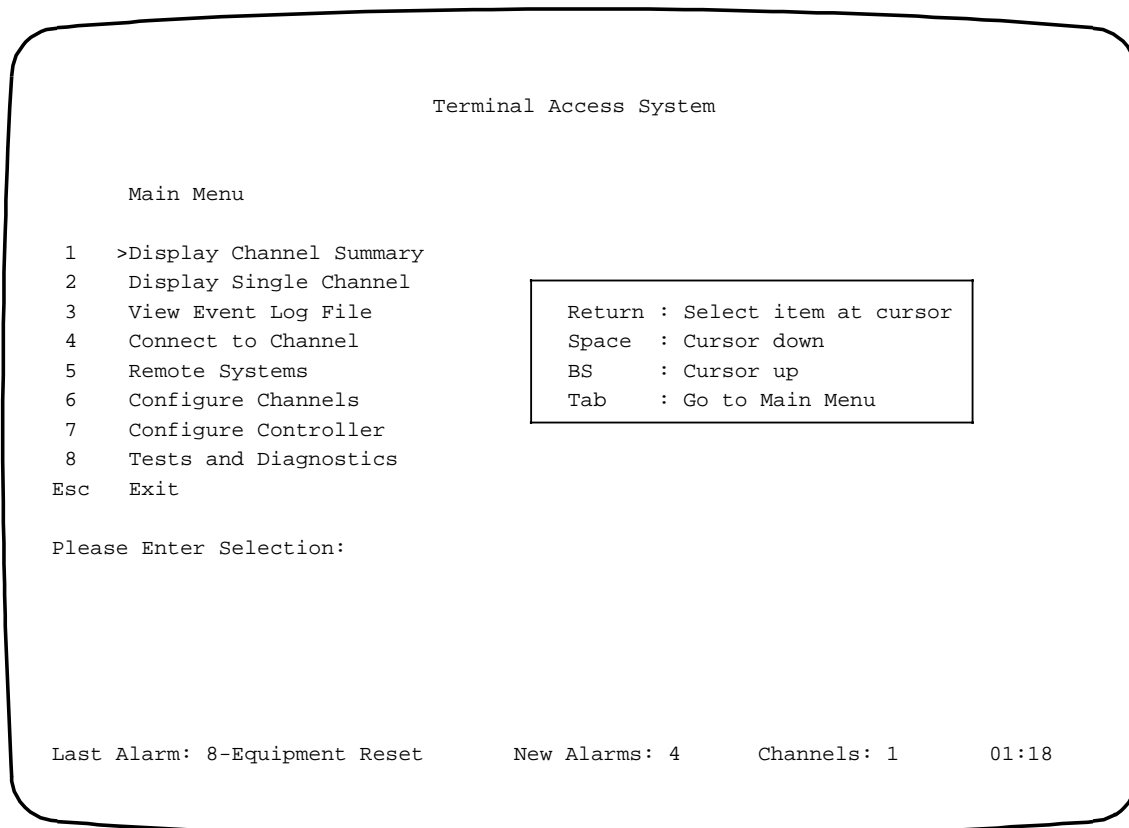 Terminal Access System
Main Menu
1 >Display Channel Summary
2 Display Single Channel
3 View Event Log File
4 Connect to Channel
5 Remote Systems
6 Configure Channels
7 Configure Controller
8 Tests and Diagnostics
Esc Exit
Return : Select item at cursor
Space : Cursor down
BS : Cursor up
Tab : Go to Main Menu
Please Enter Selection:
Last Alarm: 8-Equipment Reset New Alarms: 4 Channels: 1 01:18